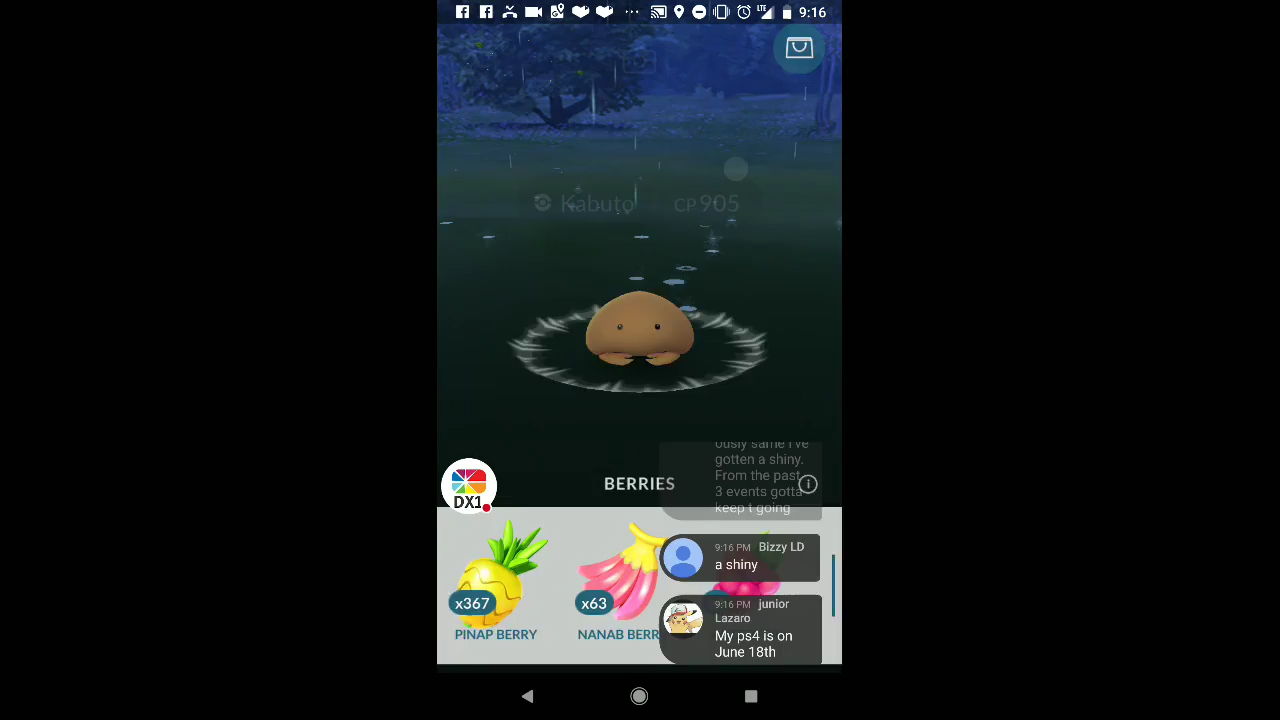 LTE 9:16
Kabuto CP905
ously same I've
gotten a shiny.
From the past
3 events gotta
keep t going
BERRIES
DX1
9:16 PM Bizzy LD
a shiny
x367
x63
PINAP BERRY
NANAB BERR
9:16 PM junior
Lazaro
My ps4 is on
June 18th